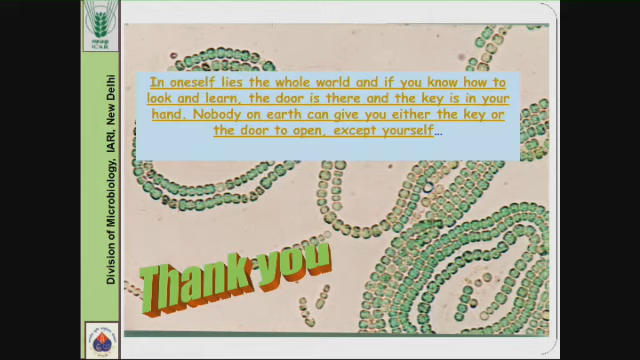 In oneself lies the whole world and if you know how to
look and learn, the door is there and the key is in your
hand. Nobody on earth can give you either the key or
the door to open, except yourself…
Thank you
Division of Microbiology, IARI, New Delhi